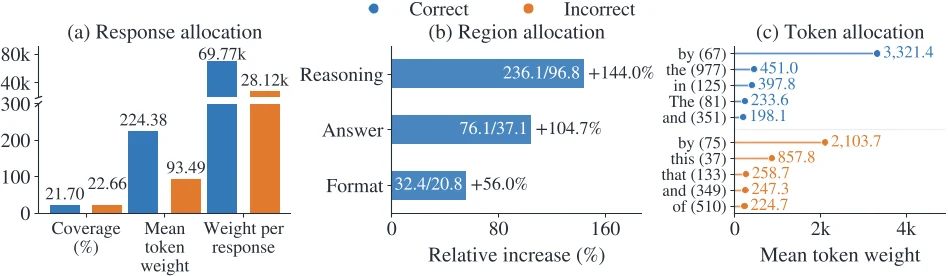 Correct
Incorrect
(a) Response allocation
80k
40k
300
200
100
0
69.77k
28.12k
224.38
93.49
21.70
22.66
Coverage
(%)
Mean
token
weight
Weight per
response
(b) Region allocation
Reasoning
236.1/96.8
+144.0%
Answer
76.1/37.1
+104.7%
Format
32.4/20.8
+56.0%
0
80
160
Relative increase (%)
(c) Token allocation
by (67)
3,321.4
the (977)
451.0
in (125)
397.8
The (81)
233.6
and (351)
198.1
by (75)
2,103.7
this (37)
857.8
that (133)
258.7
and (349)
247.3
of (510)
224.7
0
2k
4k
Mean token weight